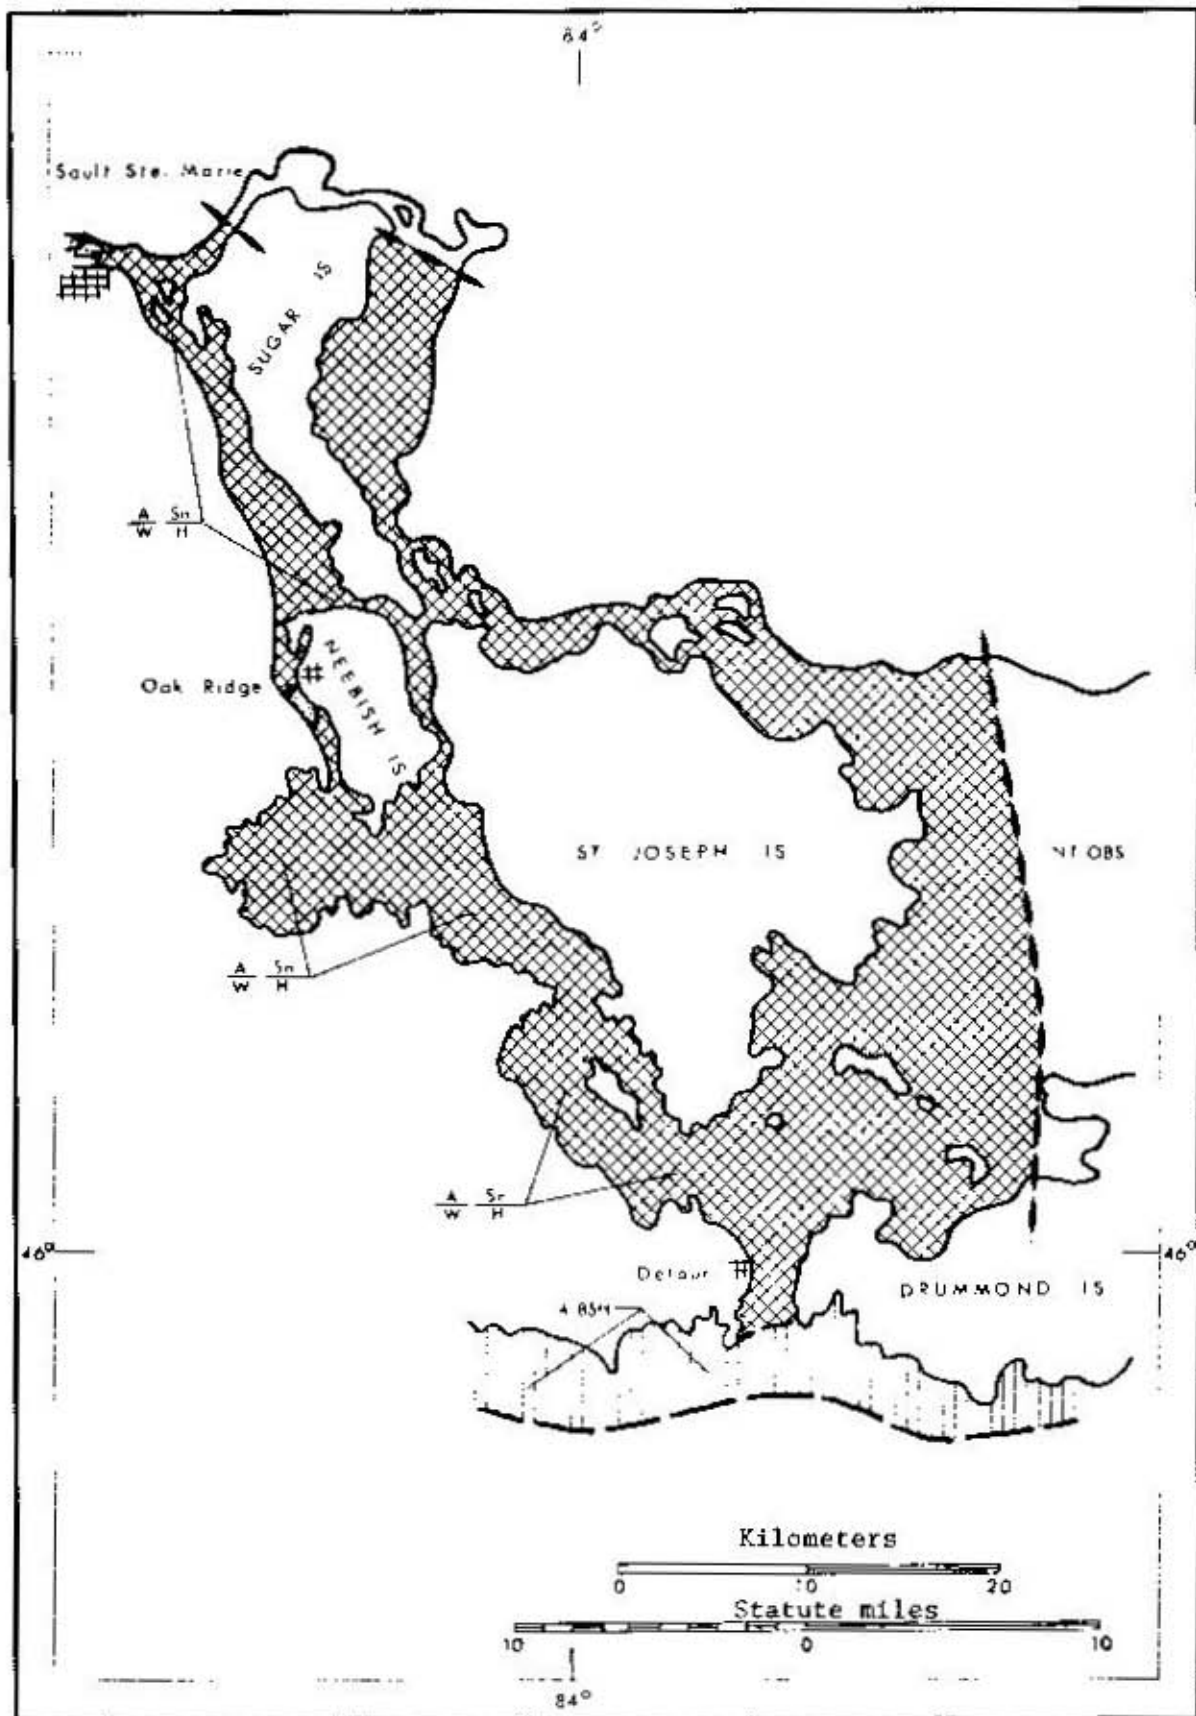 84°
Sault Ste. Marie
SUGAR IS
A Sn
W H
NEEBISH IS
Oak Ridge
ST JOSEPH IS
A Sn
W H
A
W H
46°
46°
Detour
DRUMMOND IS
Kilometers
0 10 20
Statute miles
10 0 10
84°